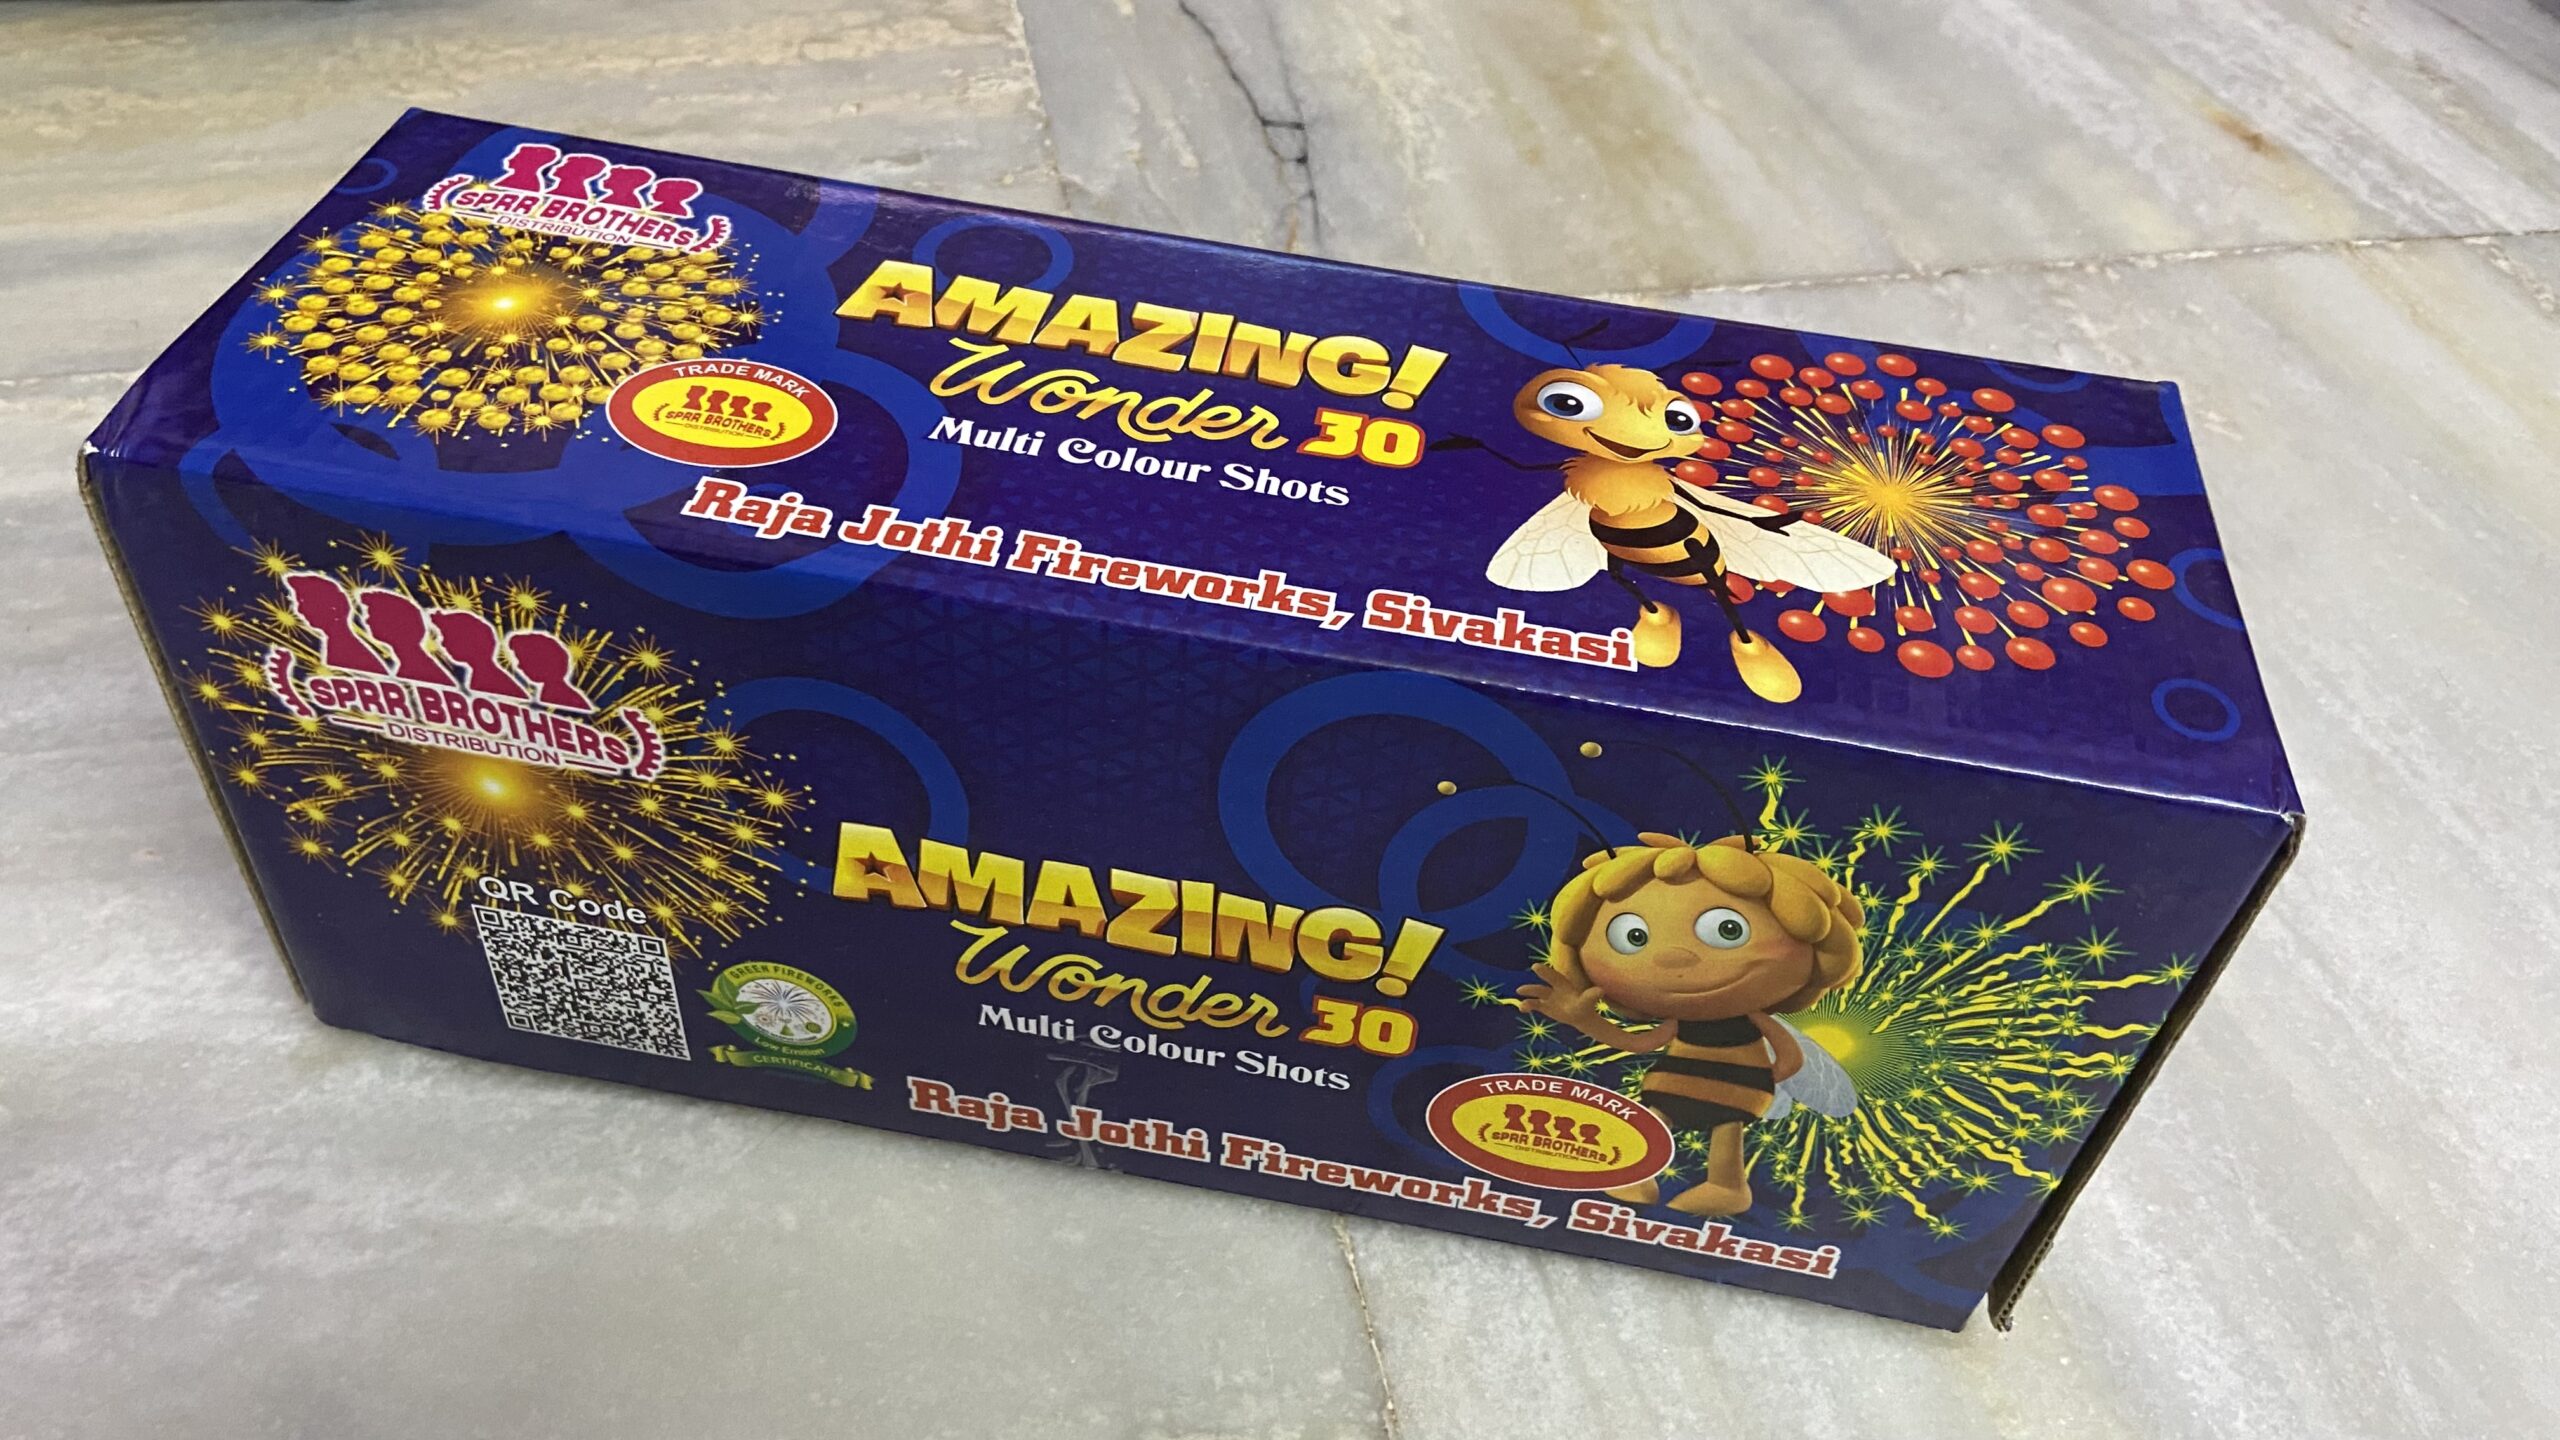 SPRR BROTHERS
DISTRIBUTION
AMAZING!
Wonder 30
Multi Colour Shots
TRADE MARK
SPRR BROTHERS
DISTRIBUTION
Raja Jothi Fireworks, Sivakasi
SPRR BROTHERS
DISTRIBUTION
QR Code
GREEN FIREWORKS
Low Emition
CERTIFICATE
AMAZING!
Wonder 30
Multi Colour Shots
TRADE MARK
SPRR BROTHERS
DISTRIBUTION
Raja Jothi Fireworks, Sivakasi